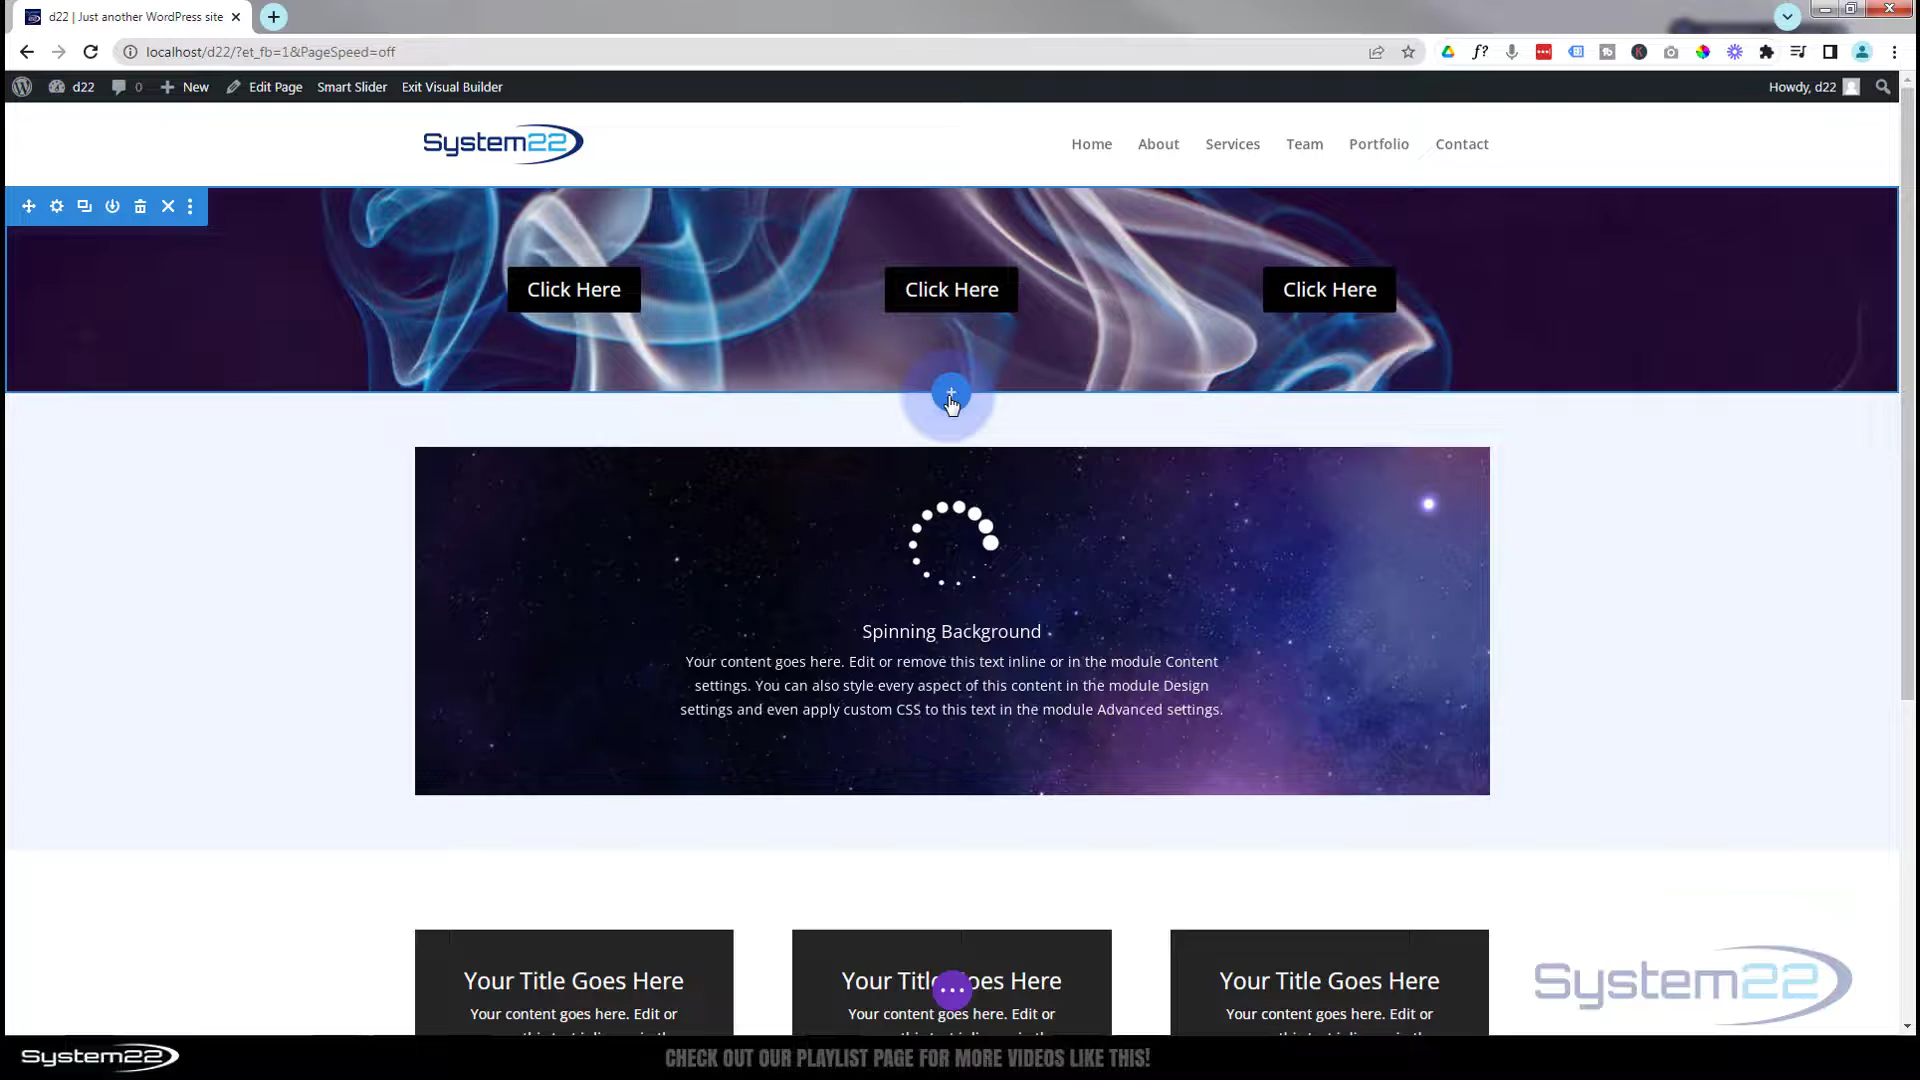 d22 | Just another WordPress site
localhost/d22/?et_fb=1&PageSpeed=off
d22
0
New
Edit Page
Smart Slider
Exit Visual Builder
Howdy, d22
System22
Home
About
Services
Team
Portfolio
Contact
Click Here
Click Here
Click Here
Spinning Background
Your content goes here. Edit or remove this text inline or in the module Content
settings. You can also style every aspect of this content in the module Design
settings and even apply custom CSS to this text in the module Advanced settings.
Your Title Goes Here
Your content goes here. Edit or
Your Title Goes Here
Your content goes here. Edit or
Your Title Goes Here
Your content goes here. Edit or
System22
System22
CHECK OUT OUR PLAYLIST PAGE FOR MORE VIDEOS LIKE THIS!